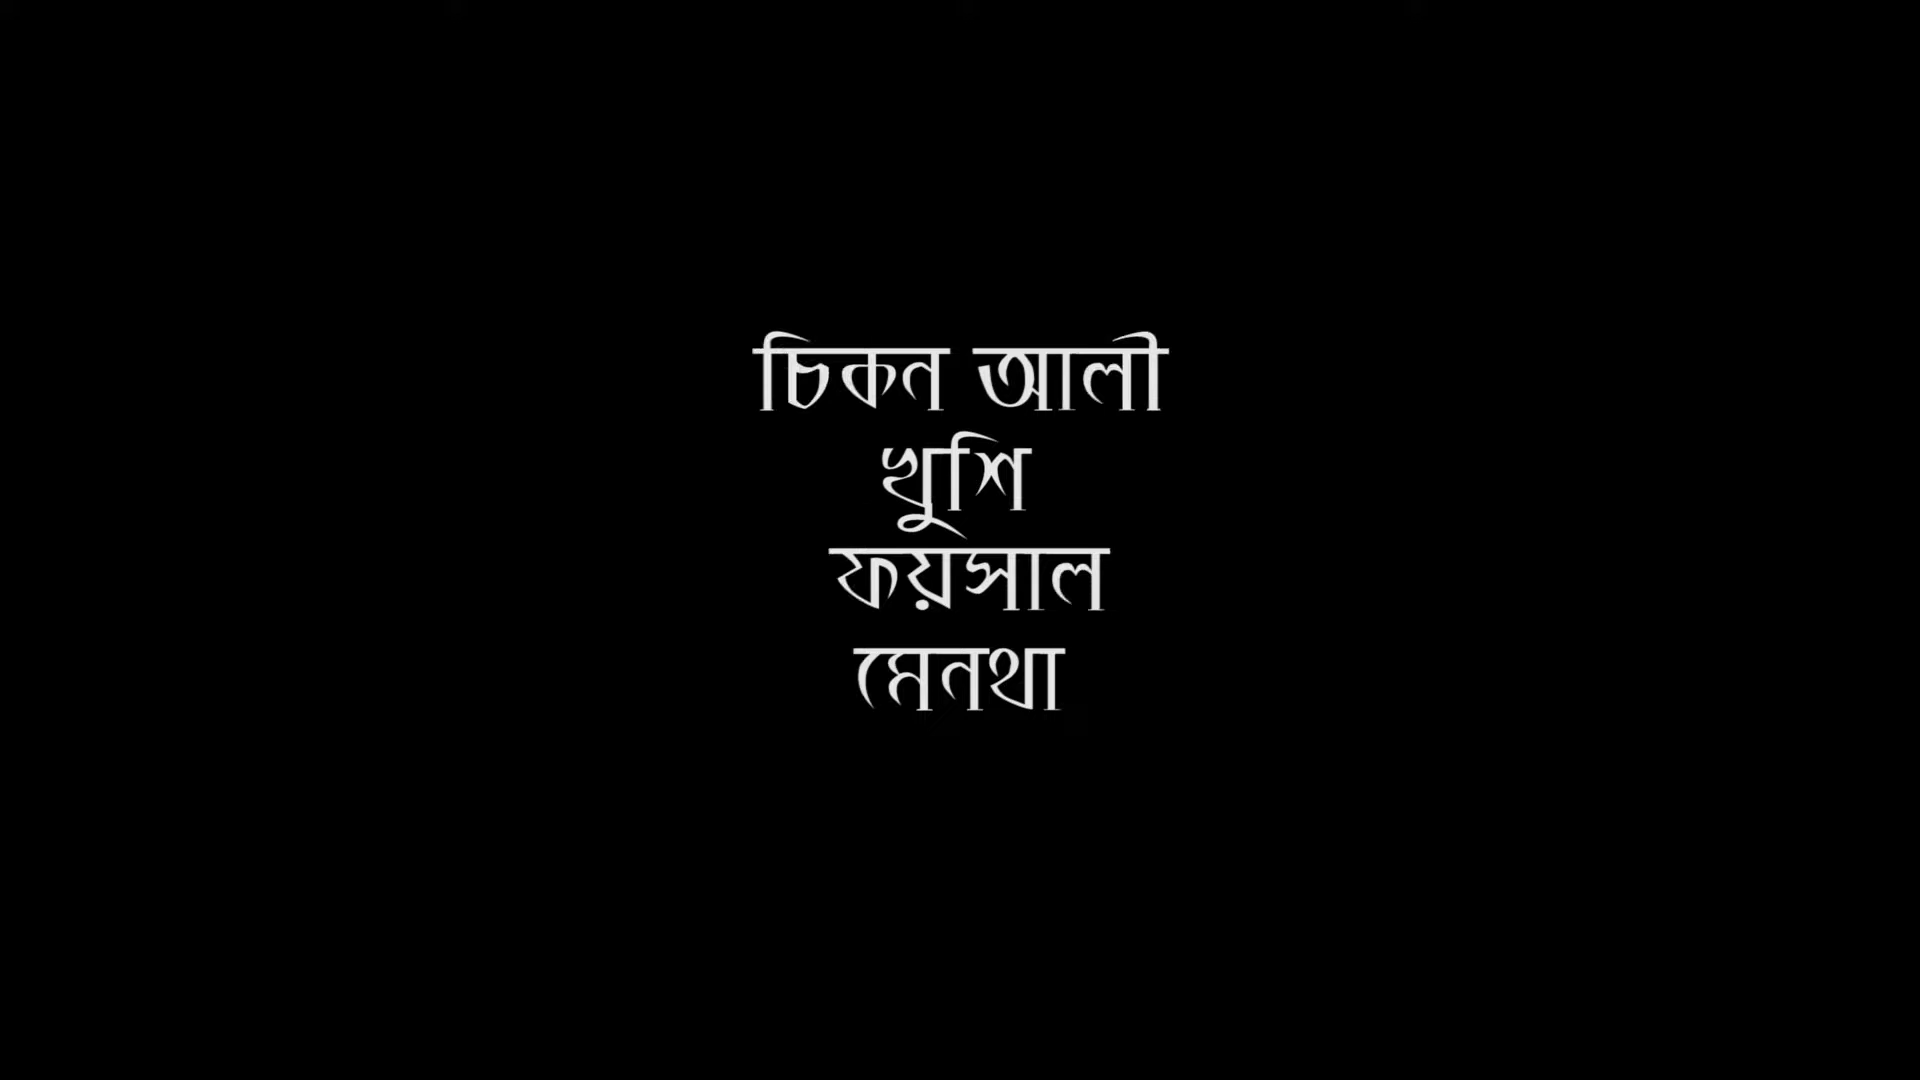 চিকন আলী
খুশি
ফয়সাল
মেনথা